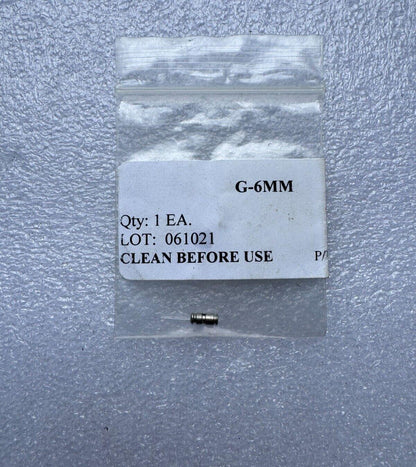 G-6MM
Qty: 1 EA.
LOT: 061021
CLEAN BEFORE USE P/